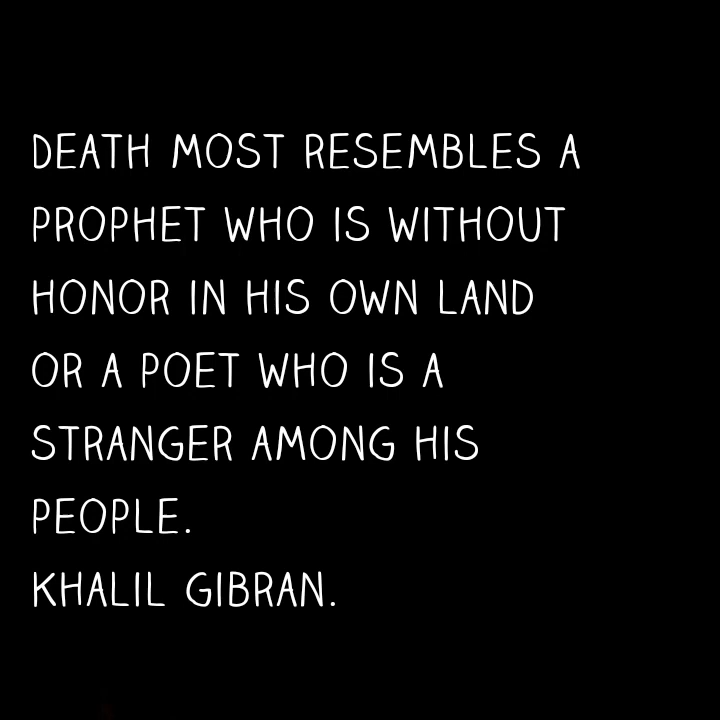 DEATH MOST RESEMBLES A
PROPHET WHO IS WITHOUT
HONOR IN HIS OWN LAND
OR A POET WHO IS A
STRANGER AMONG HIS
PEOPLE.
KHALIL GIBRAN.